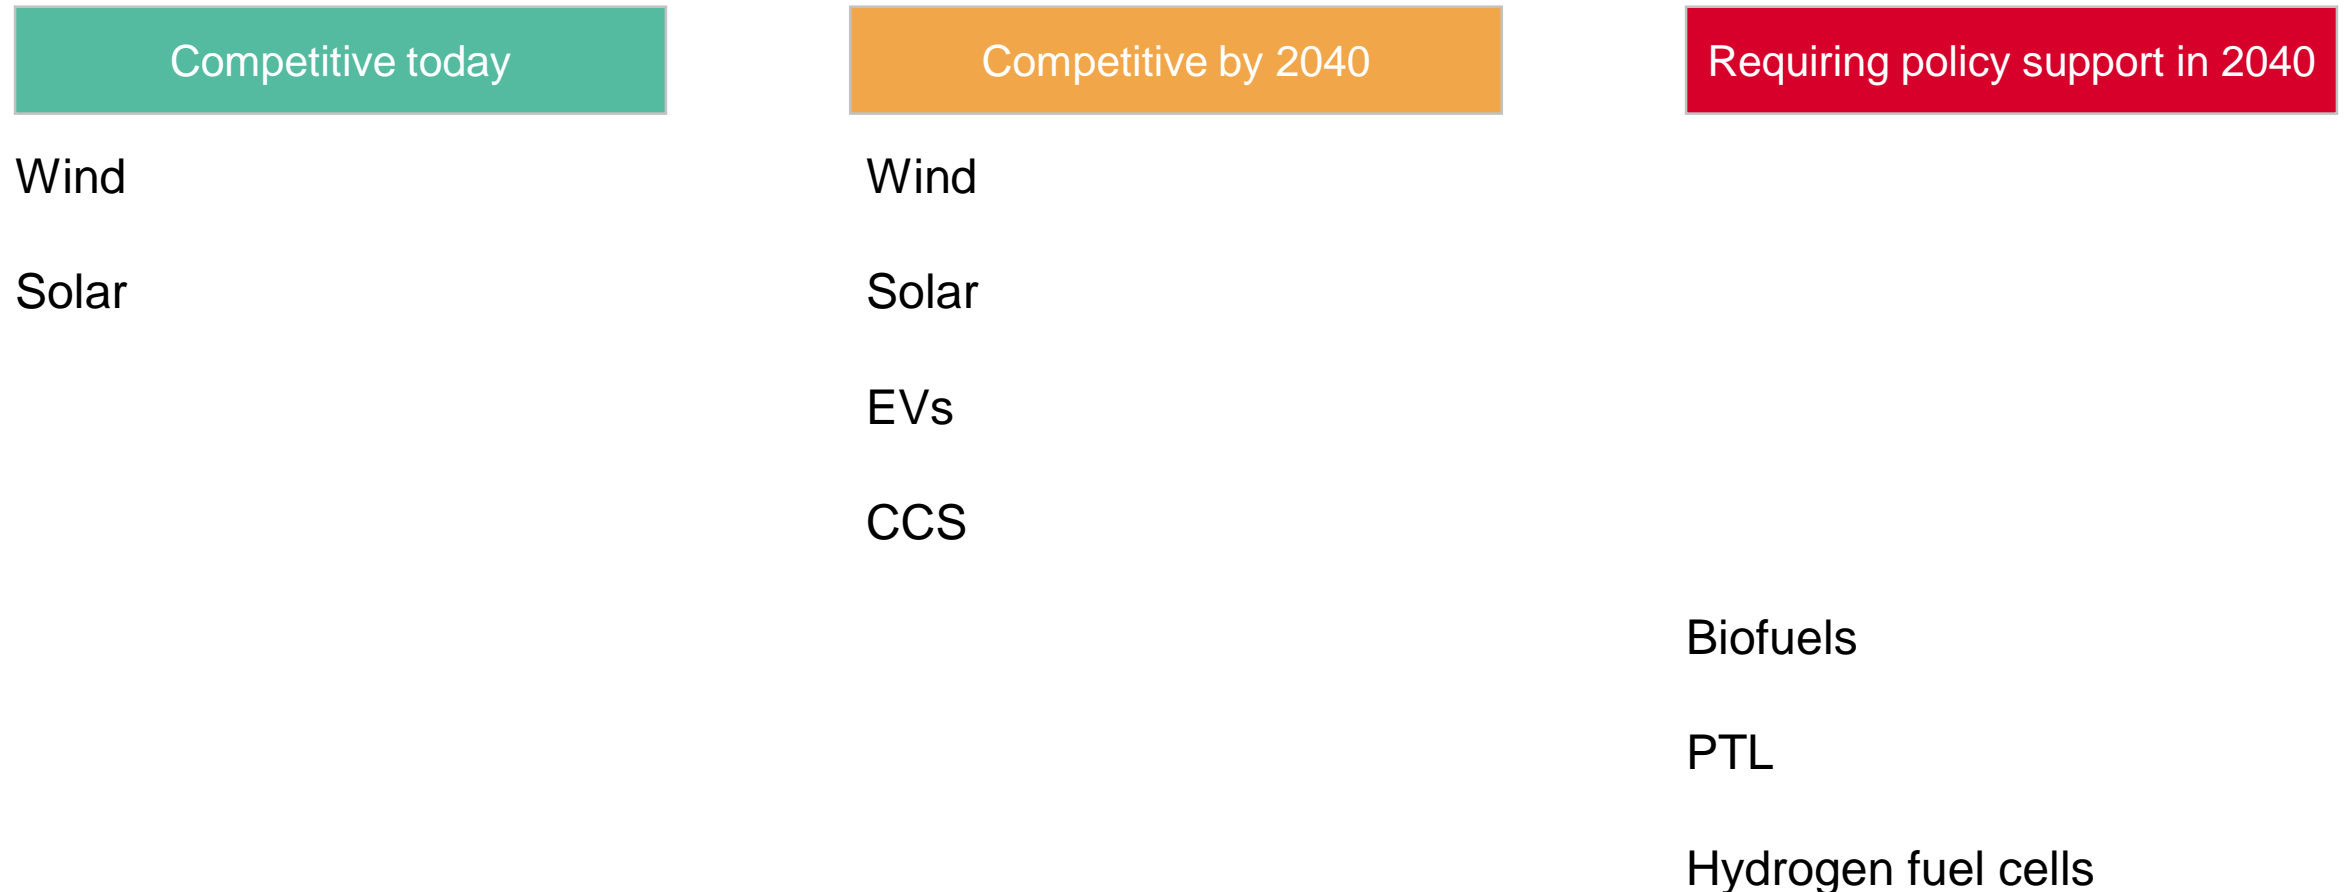 Competitive today
Competitive by 2040
Requiring policy support in 2040
Wind
Wind
Solar
Solar
EVs
CCS
Biofuels
PTL
Hydrogen fuel cells